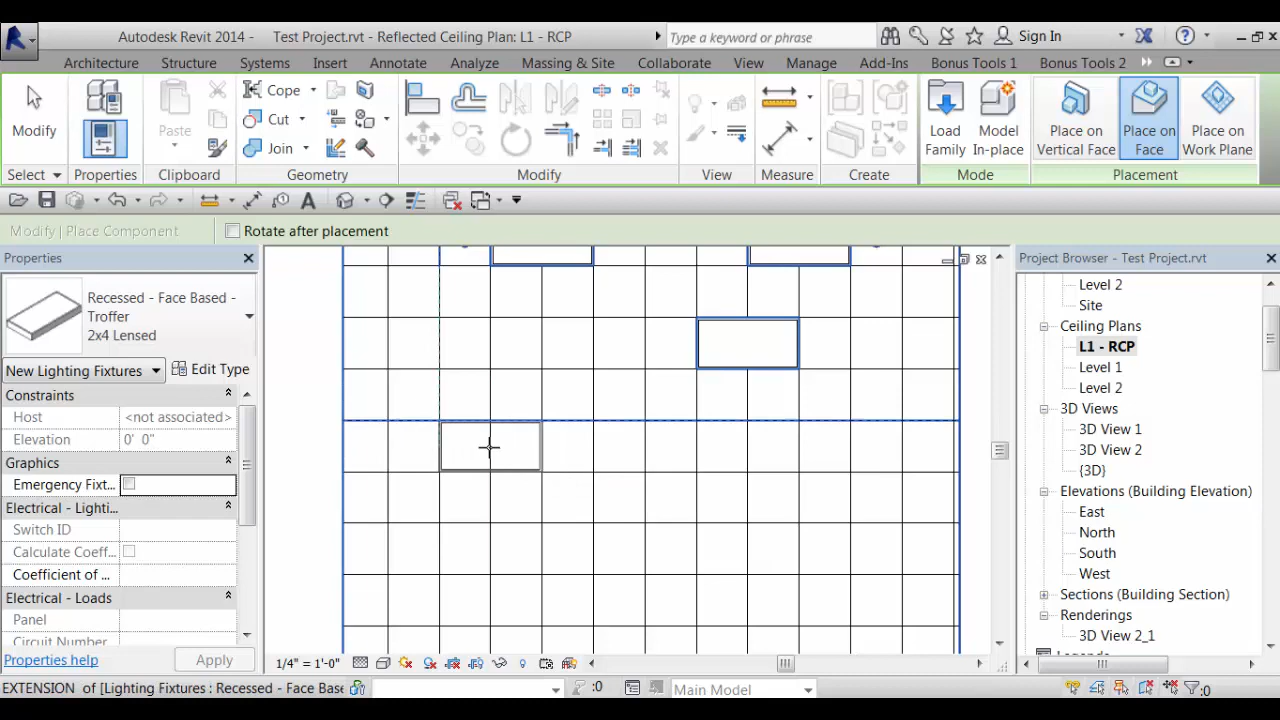 Autodesk Revit 2014 - Test Project.rvt - Reflected Ceiling Plan: L1 - RCP
Type a keyword or phrase
Sign In
Architecture Structure Systems Insert Annotate Analyze Massing & Site Collaborate View Manage Add-Ins Bonus Tools 1 Bonus Tools 2
Modify
Paste
Cope
Cut
Join
Load Family
Model In-place
Place on Vertical Face
Place on Face
Place on Work Plane
Select Properties Clipboard Geometry Modify View Measure Create Mode Placement
Modify | Place Component
Rotate after placement
Properties
Recessed - Face Based - Troffer
2x4 Lensed
New Lighting Fixtures
Edit Type
Constraints
Host <not associated>
Elevation 0' 0"
Graphics
Emergency Fixt...
Electrical - Lighti...
Switch ID
Calculate Coeff...
Coefficient of ...
Electrical - Loads
Panel
Circuit Number
Properties help
Apply
1/4" = 1'-0"
Project Browser - Test Project.rvt
Level 2
Site
Ceiling Plans
L1 - RCP
Level 1
Level 2
3D Views
3D View 1
3D View 2
{3D}
Elevations (Building Elevation)
East
North
South
West
Sections (Building Section)
Renderings
3D View 2_1
EXTENSION of [Lighting Fixtures : Recessed - Face Base
:0
Main Model
:0